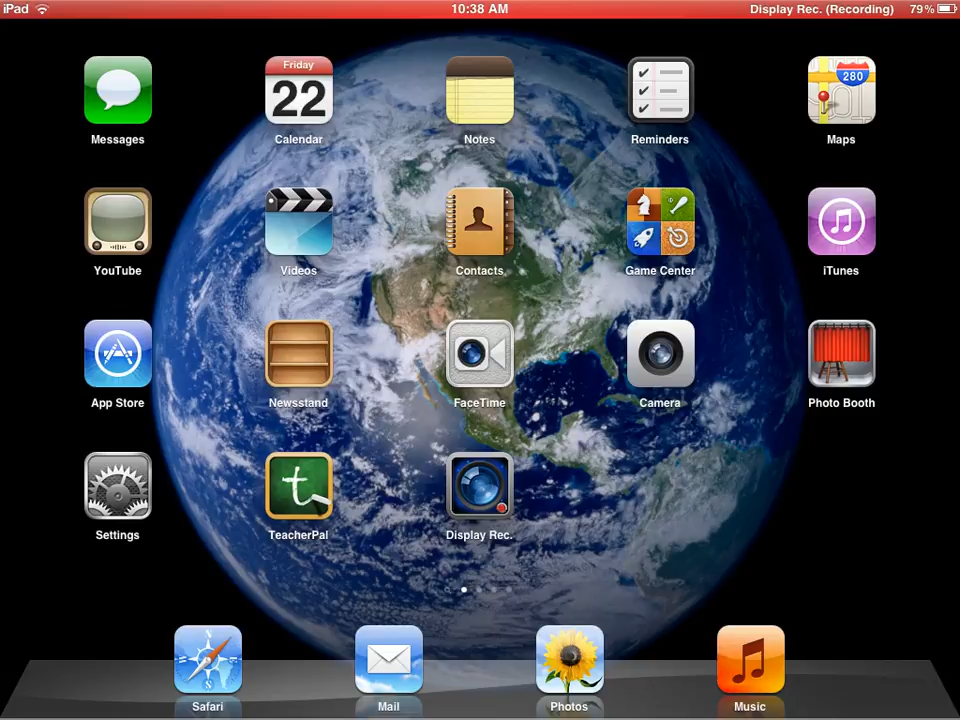 iPad 10:38 AM Display Rec. (Recording) 79%
Friday
22
280
Messages Calendar Notes Reminders Maps
YouTube Videos Contacts Game Center iTunes
App Store Newsstand FaceTime Camera Photo Booth
t
Settings TeacherPal Display Rec.
N
S
Safari Mail Photos Music